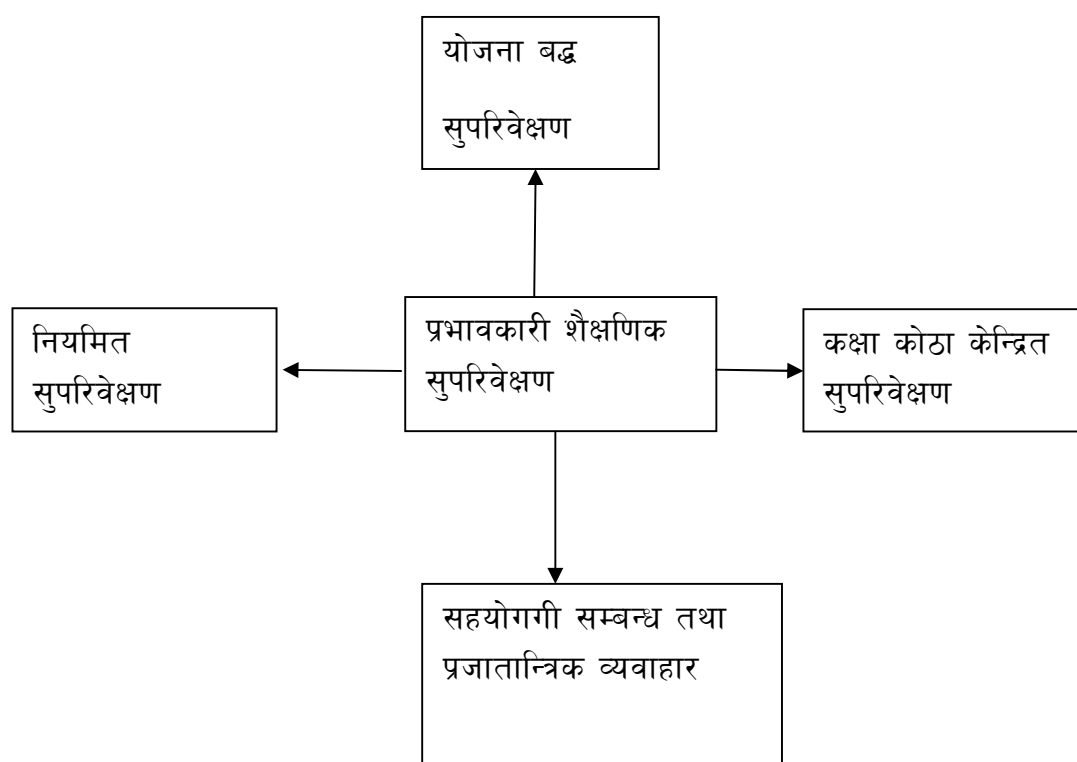 योजना बद्ध
सुपरिवेक्षण
नियमित
सुपरिवेक्षण
प्रभावकारी शैक्षणिक
सुपरिवेक्षण
कक्षा कोठा केन्द्रित
सुपरिवेक्षण
सहयोगगी सम्बन्ध तथा
प्रजातान्त्रिक व्यवाहार